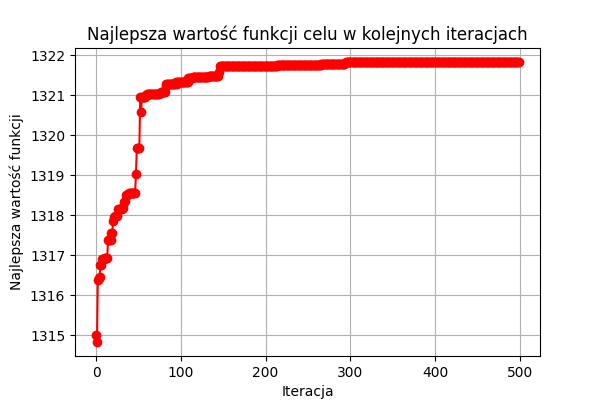 Najlepsza wartość funkcji celu w kolejnych iteracjach
1322
1321
1320
1319
1318
1317
1316
1315
Najlepsza wartość funkcji
0 100 200 300 400 500
Iteracja